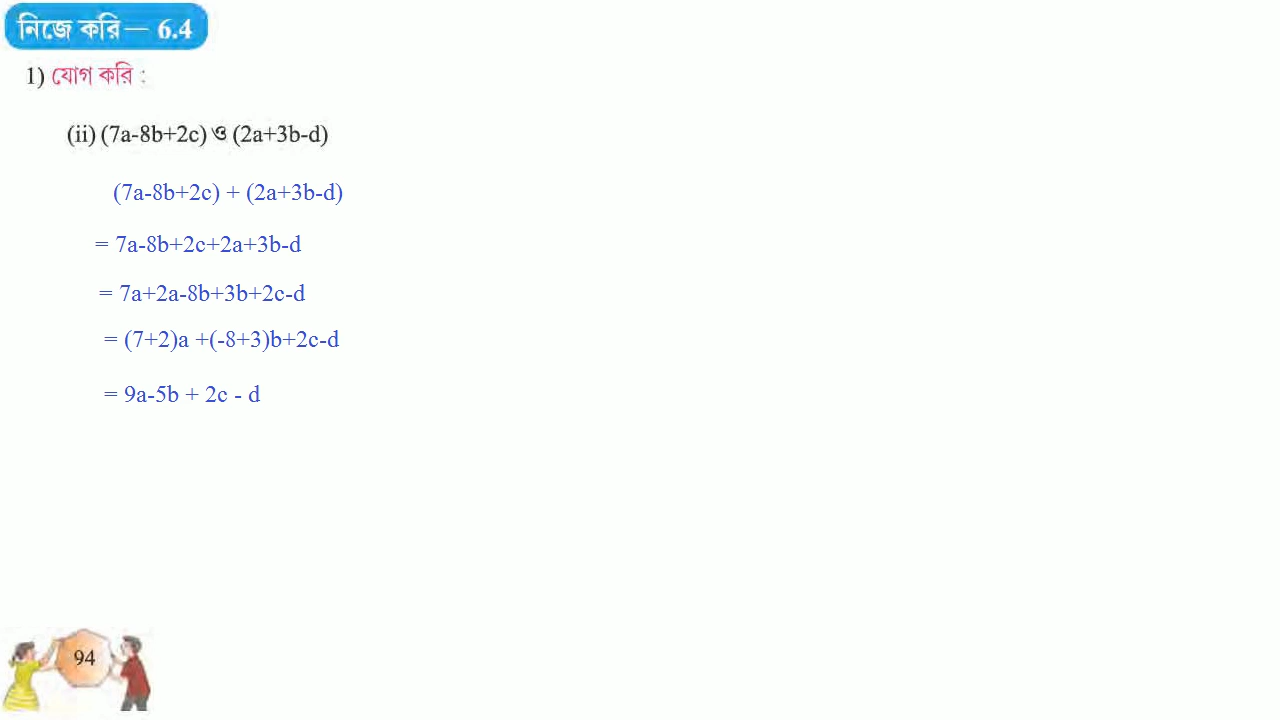 নিজে করি — 6.4
1) যোগ করি :
(ii) (7a-8b+2c) ও (2a+3b-d)
(7a-8b+2c) + (2a+3b-d)
= 7a-8b+2c+2a+3b-d
= 7a+2a-8b+3b+2c-d
= (7+2)a +(-8+3)b+2c-d
= 9a-5b + 2c - d
94